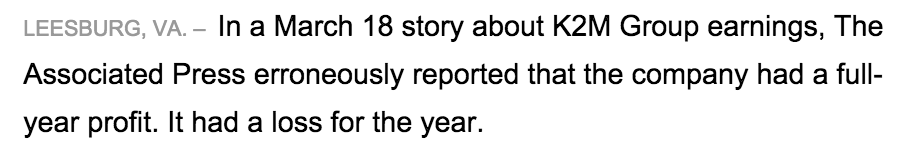 LEESBURG, VA. – In a March 18 story about K2M Group earnings, The
Associated Press erroneously reported that the company had a full-
year profit. It had a loss for the year.